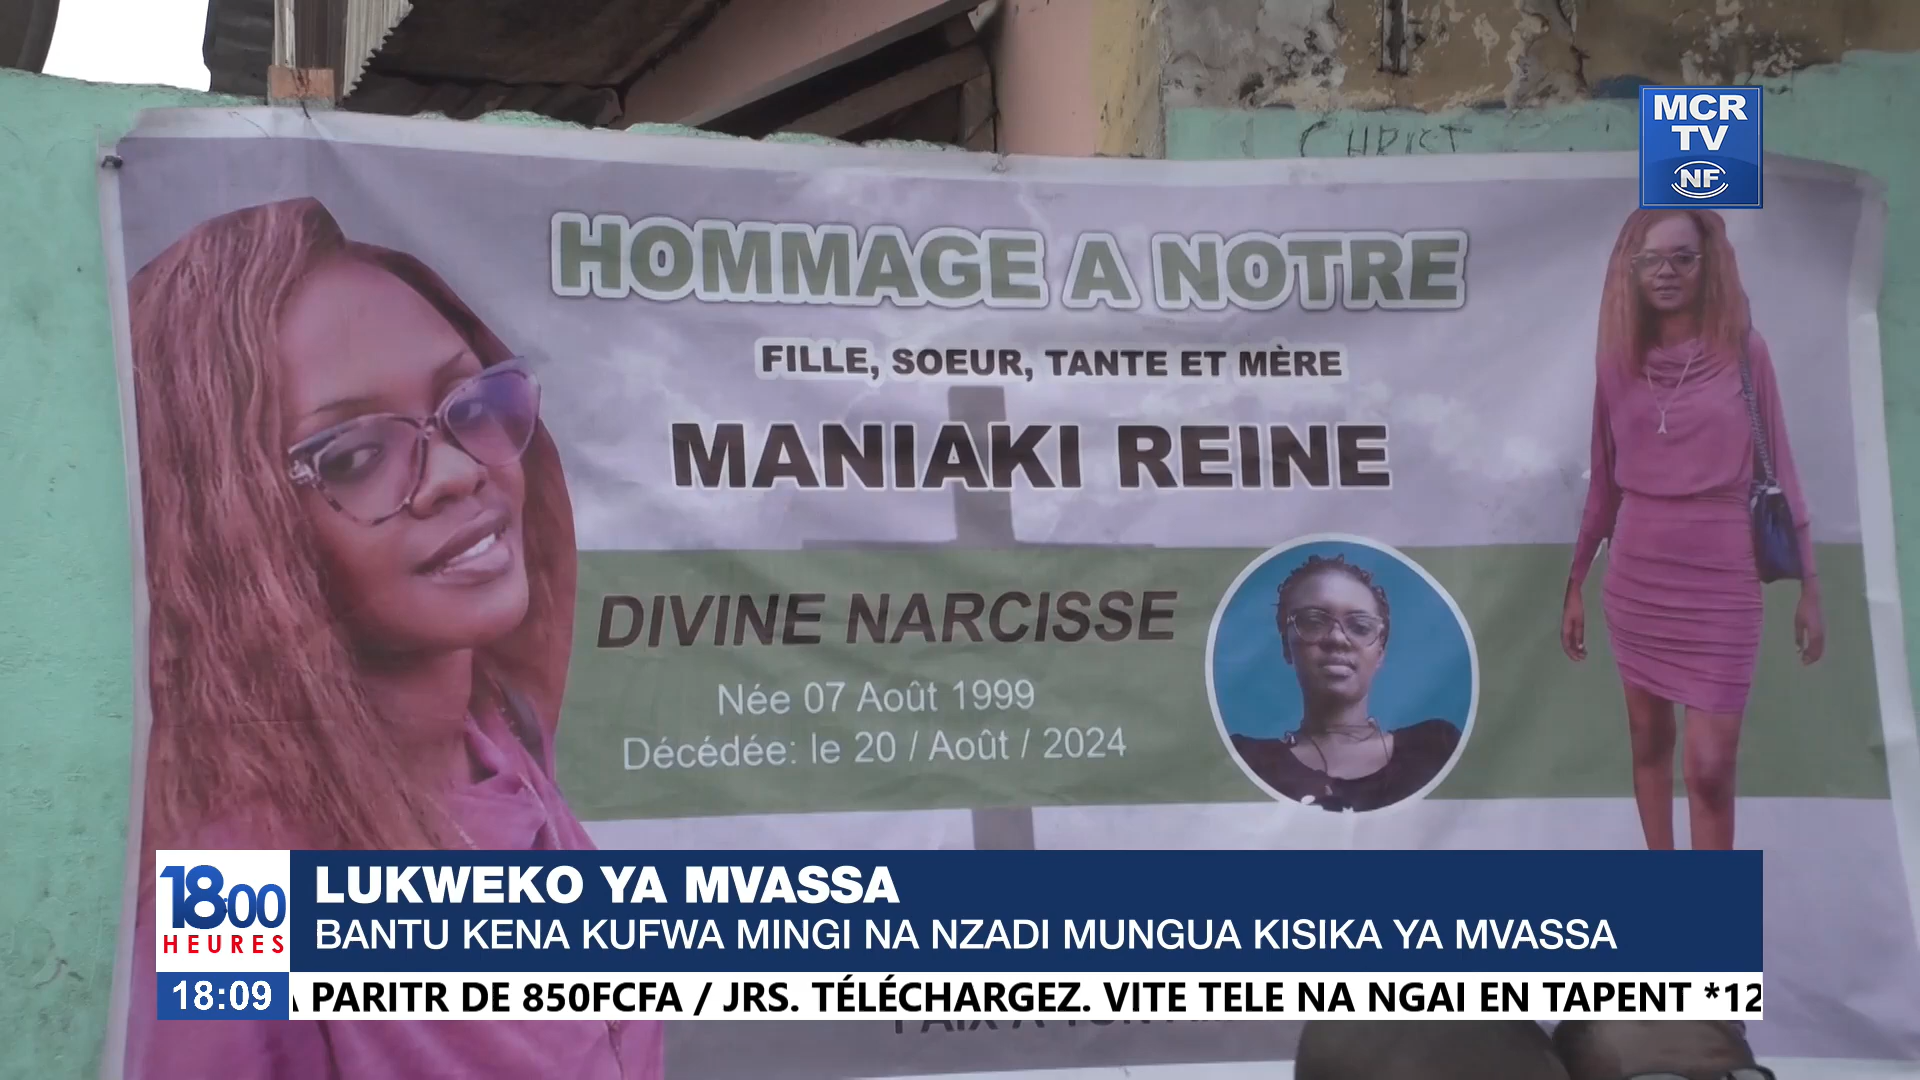 MCR
TV
NF
CHRIST
HOMMAGE A NOTRE
FILLE, SOEUR, TANTE ET MÈRE
MANIAKI REINE
DIVINE NARCISSE
Née 07 Août 1999
Décédée: le 20 / Août / 2024
18:00
HEURES
LUKWEKO YA MVASSA
BANTU KENA KUFWA MINGI NA NZADI MUNGUA KISIKA YA MVASSA
18:09
A PARITR DE 850FCFA / JRS. TÉLÉCHARGEZ. VITE TELE NA NGAI EN TAPENT *12
PAIX A TON